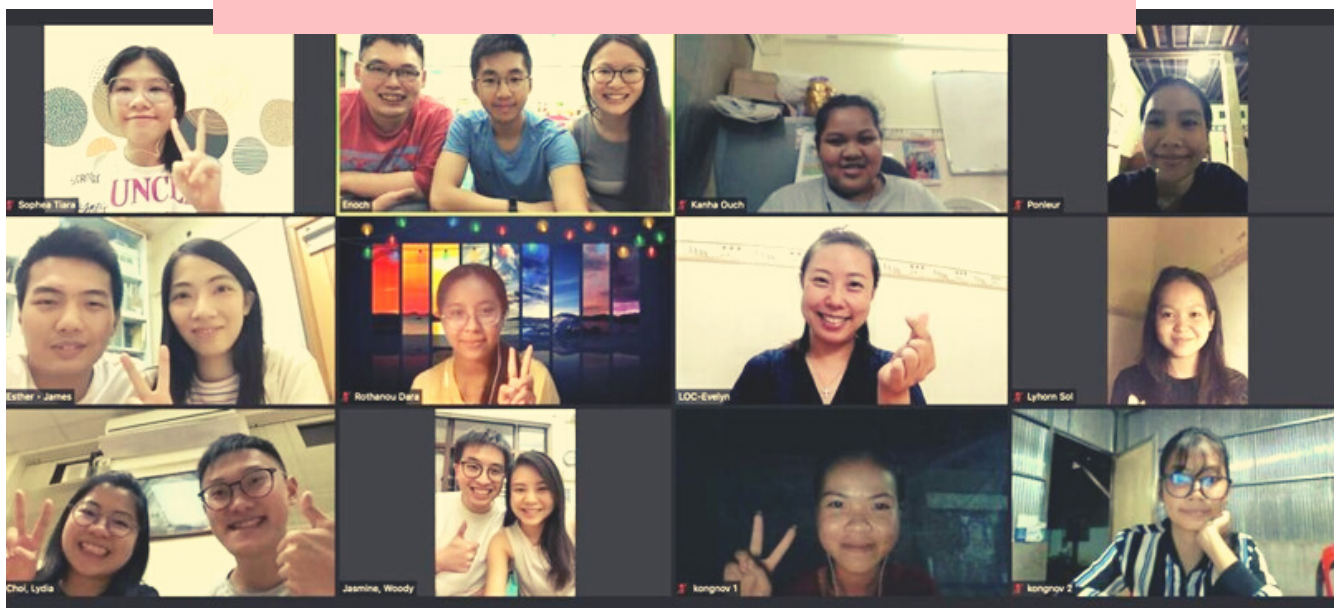 UNCL
Sophea Tiara
Enoch
Kanha Ouch
Ponleur
Esther - James
Rothanou Dara
LOC-Evelyn
Lyhorn Sol
Choi, Lydia
Jasmine, Woody
kongnov 1
kongnov 2